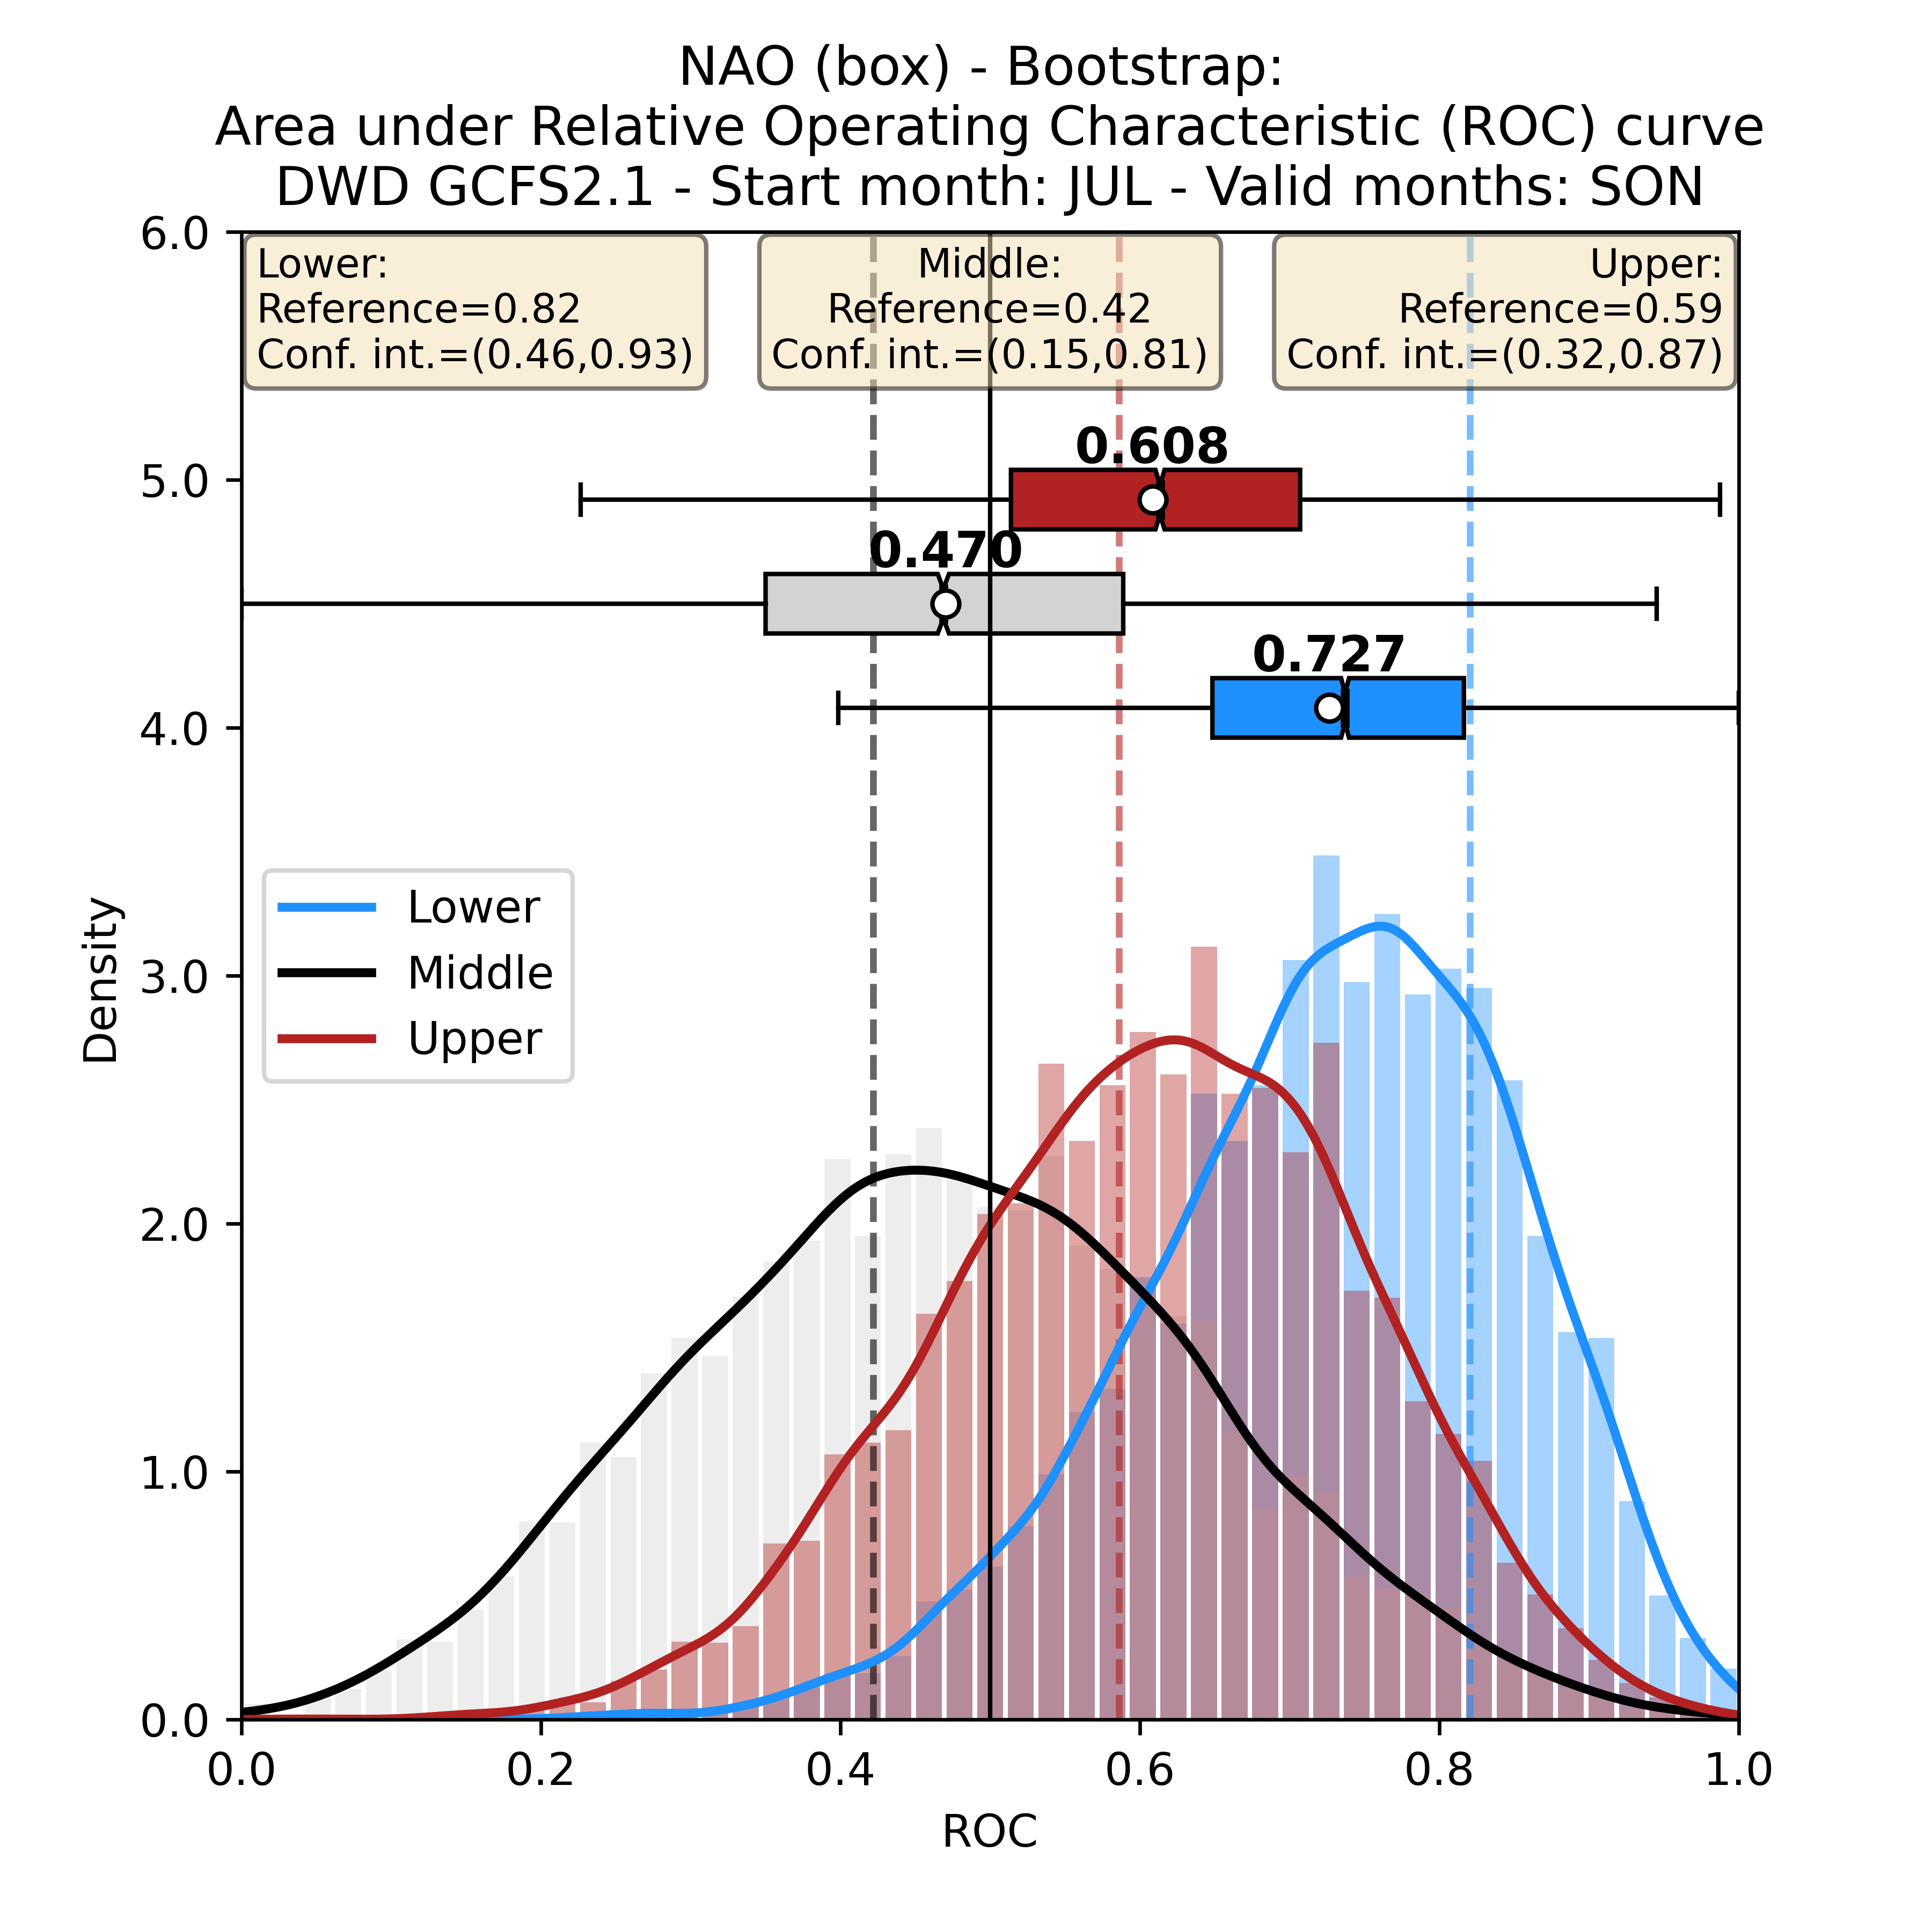 NAO (box) - Bootstrap:
Area under Relative Operating Characteristic (ROC) curve
DWD GCFS2.1 - Start month: JUL - Valid months: SON
6.0
Lower:
Reference=0.82
Conf. int.=(0.46,0.93)
Middle:
Reference=0.42
Conf. int.=(0.15,0.81)
Upper:
Reference=0.59
Conf. int.=(0.32,0.87)
0.608
5.0
0.470
0.727
4.0
Lower
Middle
Upper
Density
3.0
2.0
1.0
0.0
0.0
0.2
0.4
0.6
0.8
1.0
ROC